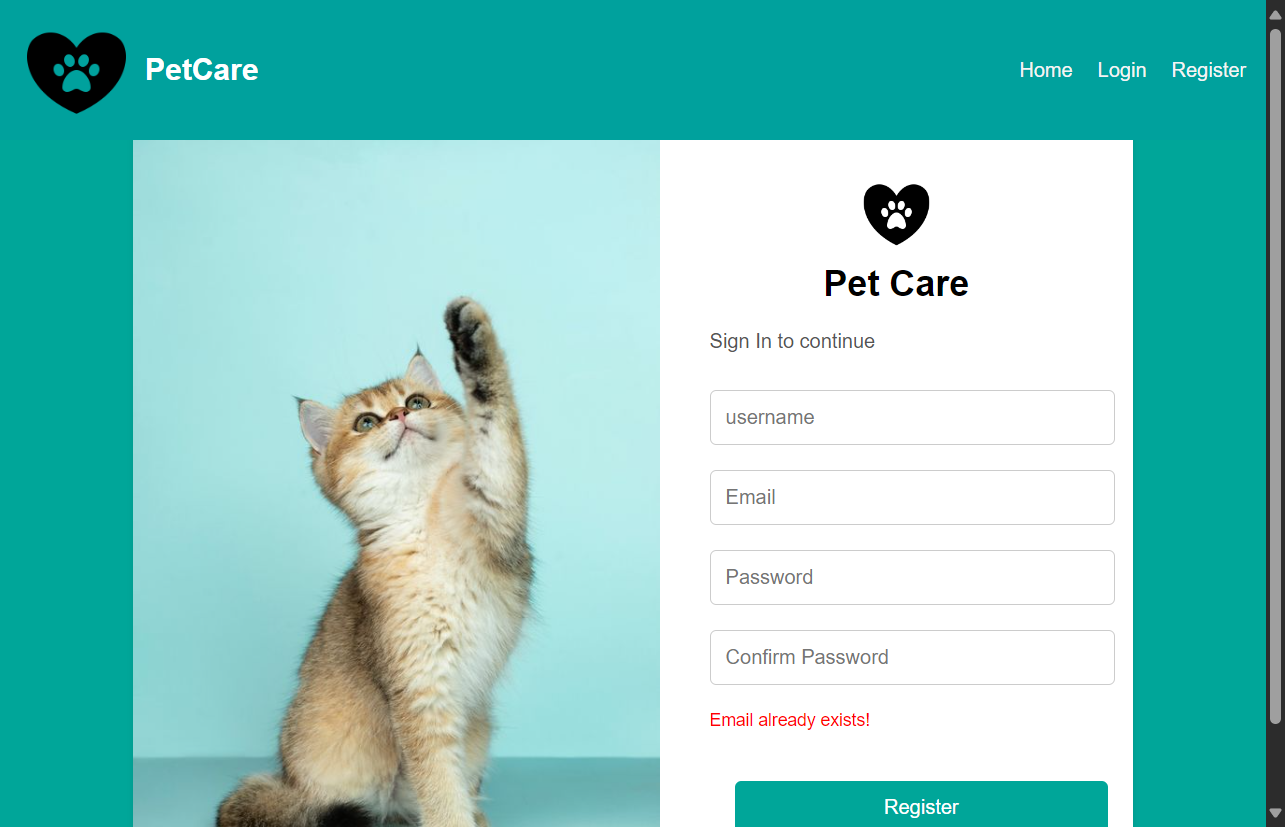 PetCare
Home Login Register
Pet Care
Sign In to continue
username
Email
Password
Confirm Password
Email already exists!
Register